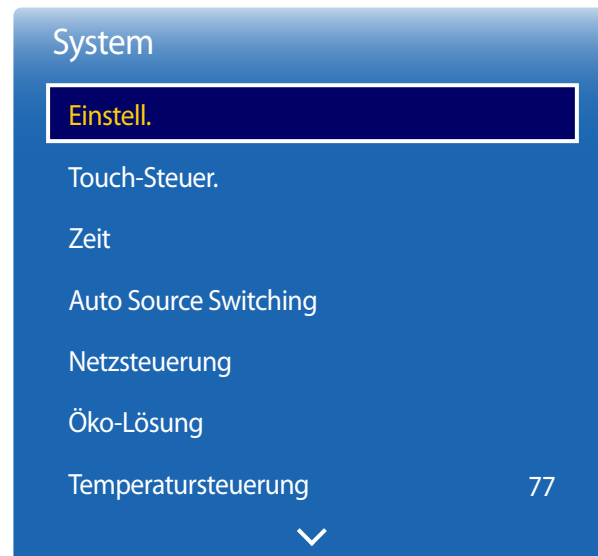 System
Einstell.
Touch-Steuer.
Zeit
Auto Source Switching
Netzsteuerung
Öko-Lösung
Temperatursteuerung 77